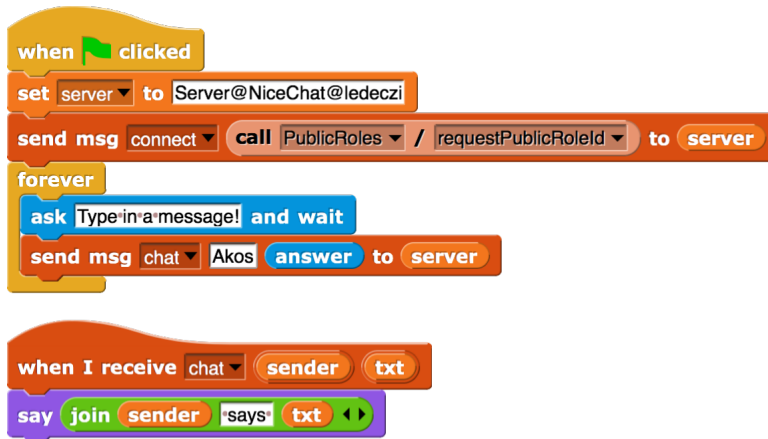 when clicked
set server to Server@NiceChat@ledeczi
send msg connect call PublicRoles / requestPublicRoleId to server
forever
ask Type in a message! and wait
send msg chat Akos answer to server
when I receive chat sender txt
say join sender says txt